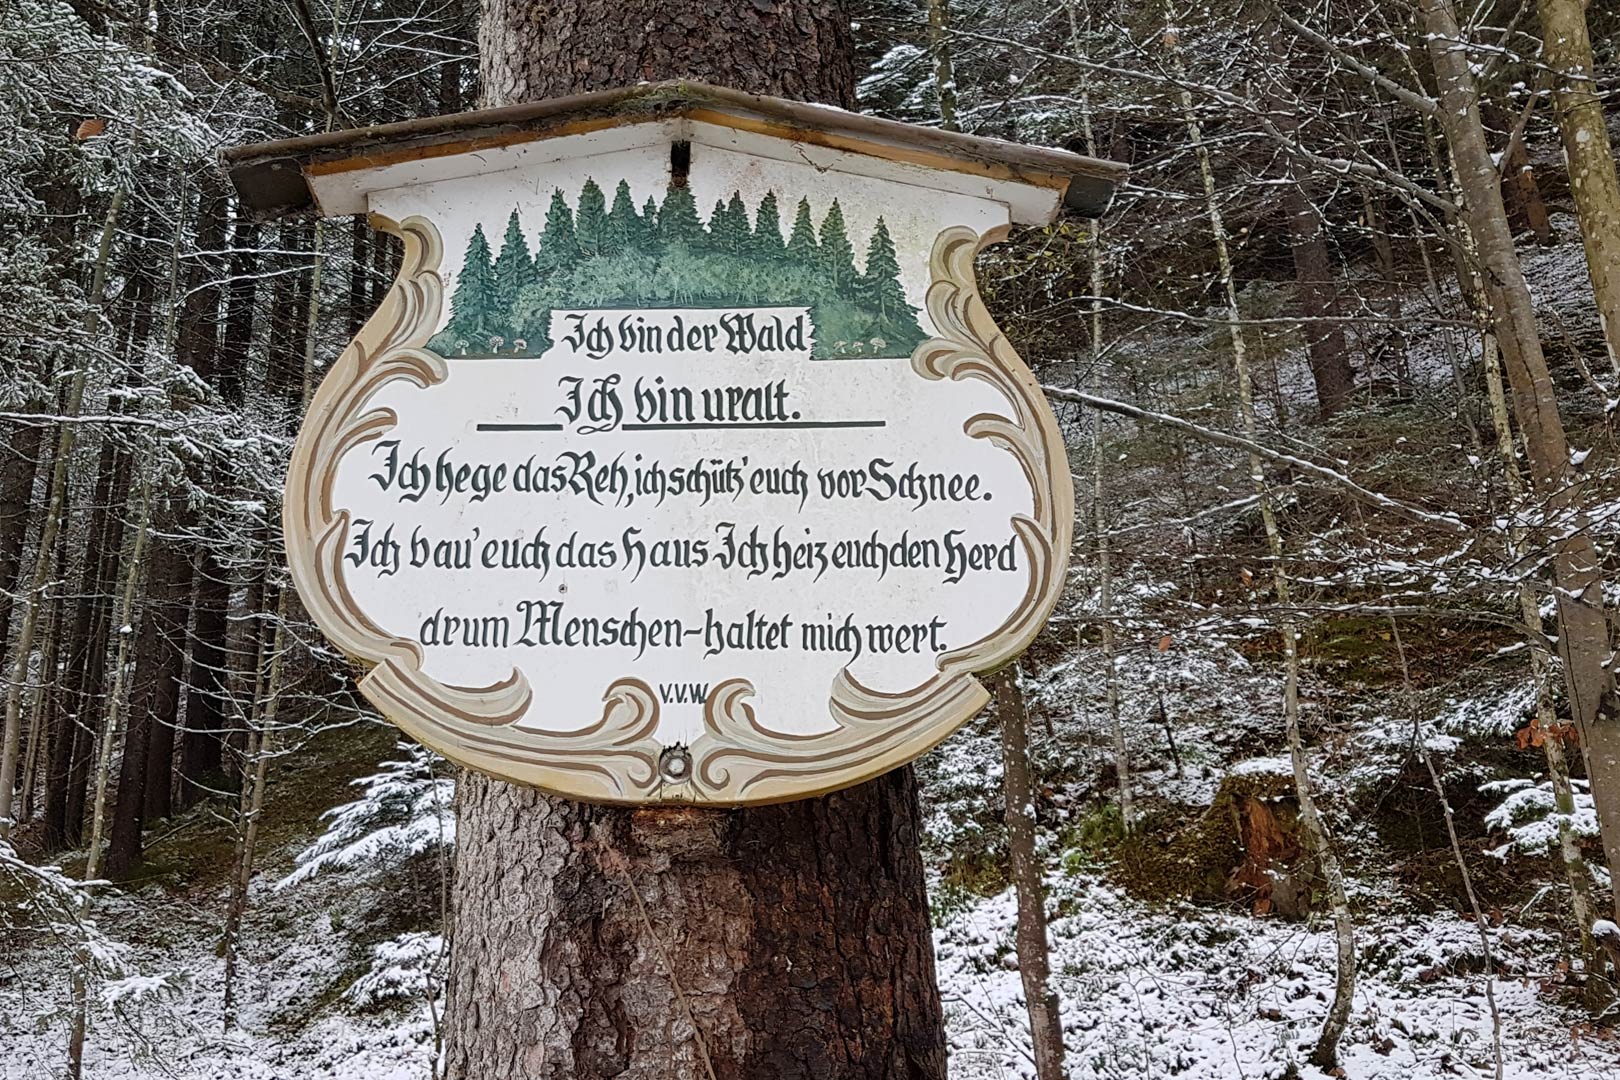 Ich bin der Wald
Ich bin uralt.
Ich hege das Reh, ich schütz' euch vor Schnee.
Ich bau' euch das Haus Ich heiz euch den Herd
drum Menschen - haltet mich wert.
V.V.W.